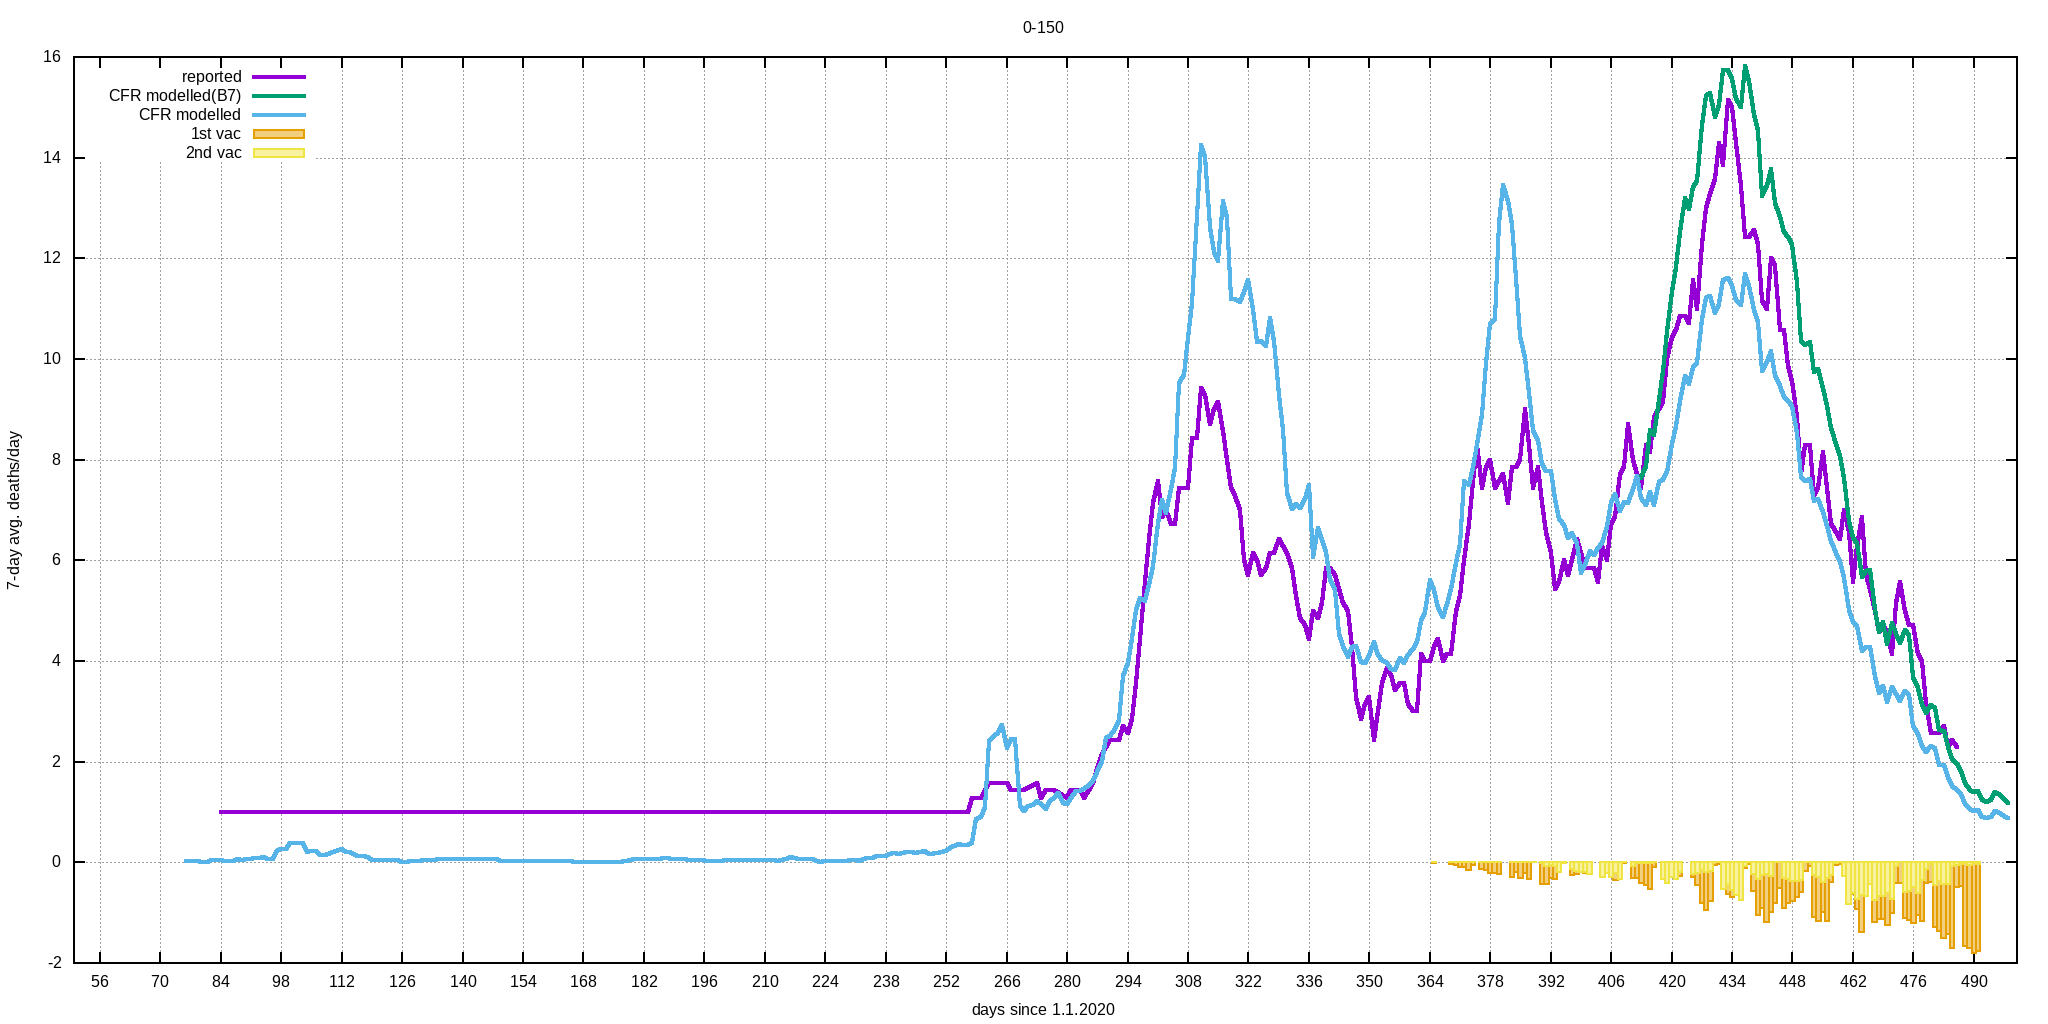 0-150
reported
CFR modelled(B7)
CFR modelled
1st vac
2nd vac
16
14
12
10
8
6
4
2
0
-2
7-day avg. deaths/day
56 70 84 98 112 126 140 154 168 182 196 210 224 238 252 266 280 294 308 322 336 350 364 378 392 406 420 434 448 462 476 490
days since 1.1.2020